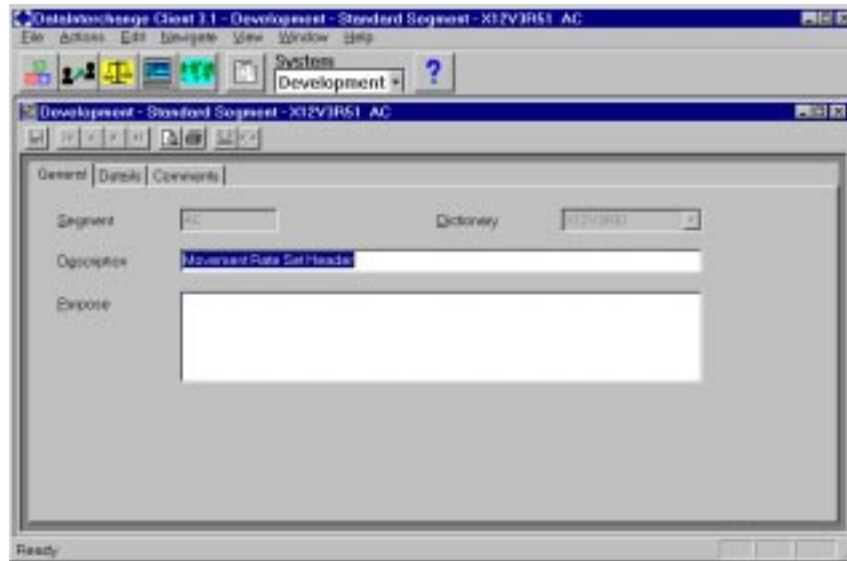 DataInterchange Client 3.1 - Development - Standard Segment - X12V3R51 AC
File Actions Edit Navigate View Window Help
System
Development
?
Development - Standard Segment - X12V3R51 AC
General Details Comments
Segment AC Dictionary X12V3R51
Description Movement Rate Set Header
Purpose
Ready